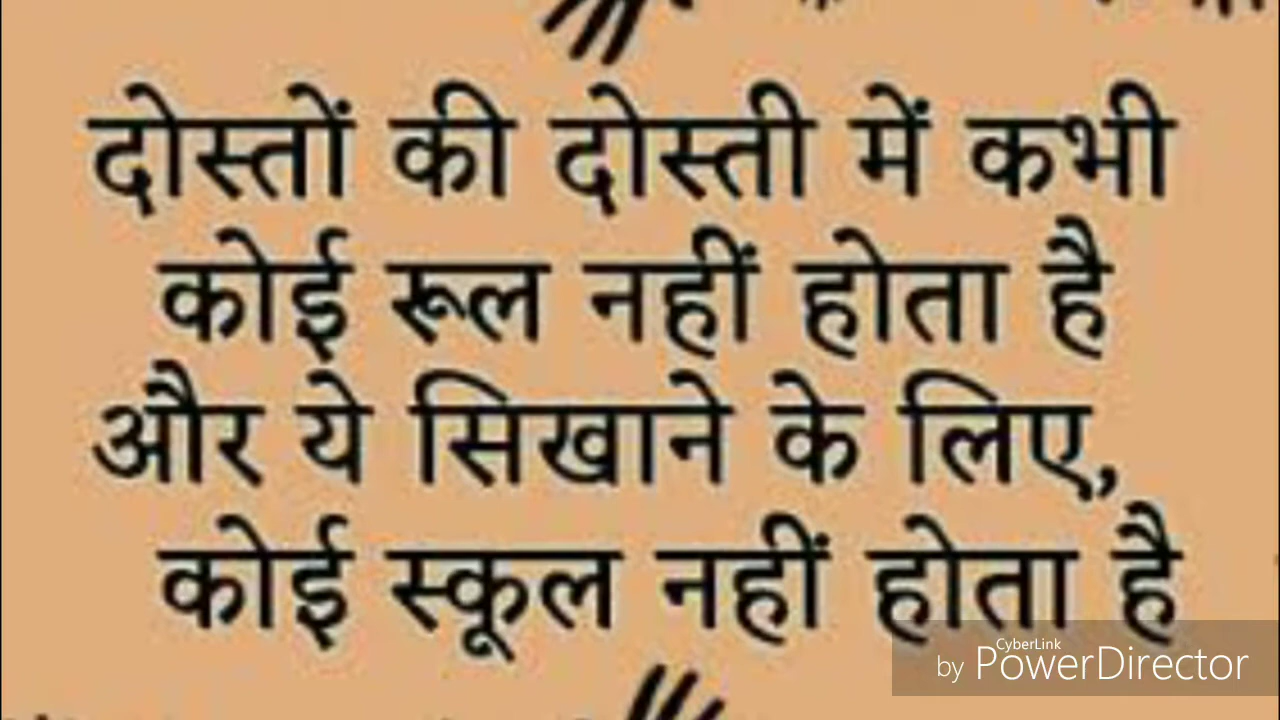 दोस्तों की दोस्ती में कभी
कोई रूल नहीं होता है
और ये सिखाने के लिए,
कोई स्कूल नहीं होता है
CyberLink
by PowerDirector